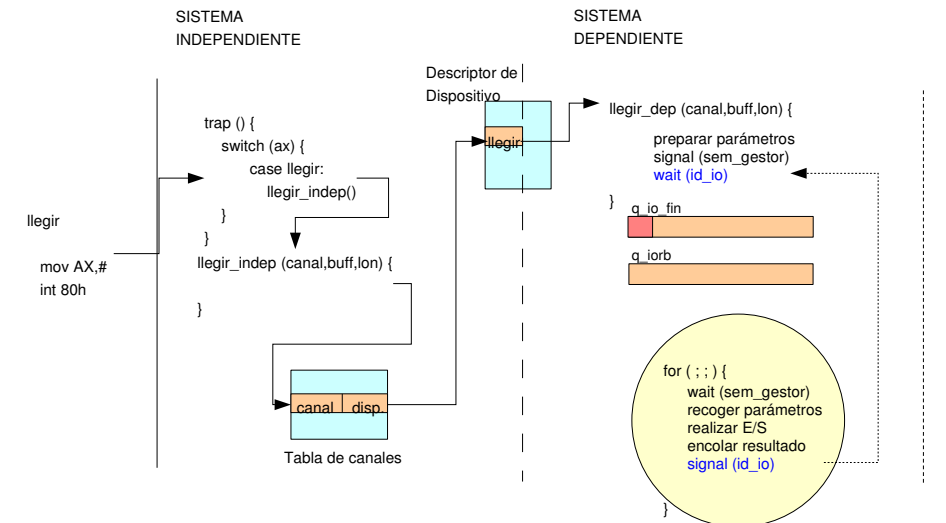 SISTEMA
INDEPENDIENTE
SISTEMA
DEPENDIENTE
Descriptor de
Dispositivo
llegir
mov AX,#
int 80h
trap () {
switch (ax) {
case llegir:
llegir_indep()
}
}
llegir_indep (canal,buff,lon) {
}
canal
disp.
Tabla de canales
llegir
llegir_dep (canal,buff,lon) {
preparar parámetros
signal (sem_gestor)
wait (id_io)
}
q_io_fin
q_iorb
for ( ; ; ) {
wait (sem_gestor)
recoger parámetros
realizar E/S
encolar resultado
signal (id_io)
}